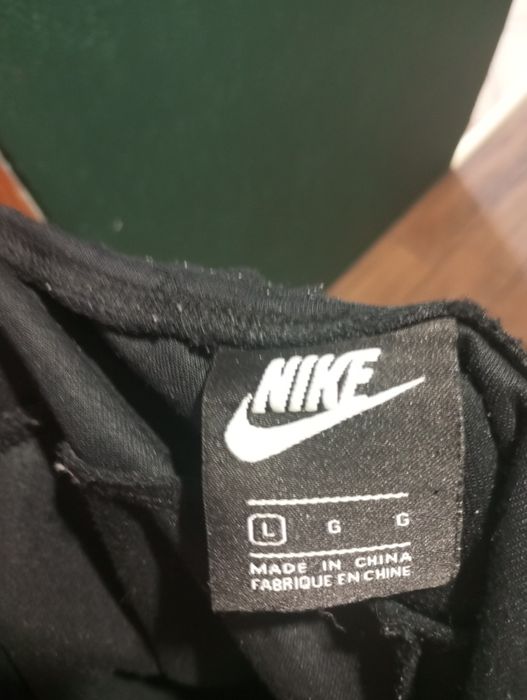 NIKE
L G G
MADE IN CHINA
FABRIQUE EN CHINE